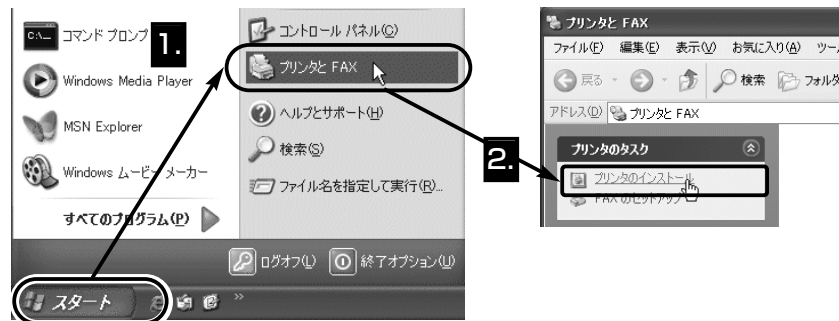 コマンド プロンプ
1.
Windows Media Player
MSN Explorer
Windows ムービー メーカー
すべてのプログラム(P)
コントロール パネル(C)
プリンタと FAX
ヘルプとサポート(H)
検索(S)
ファイル名を指定して実行(R)...
ログオフ(L)
終了オプション(U)
スタート
»
2.
プリンタと FAX
ファイル(F) 編集(E) 表示(V) お気に入り(A) ツー
戻る 検索 フォルダ
アドレス(D) プリンタと FAX
プリンタのタスク
プリンタのインストール
FAX のセットアップ